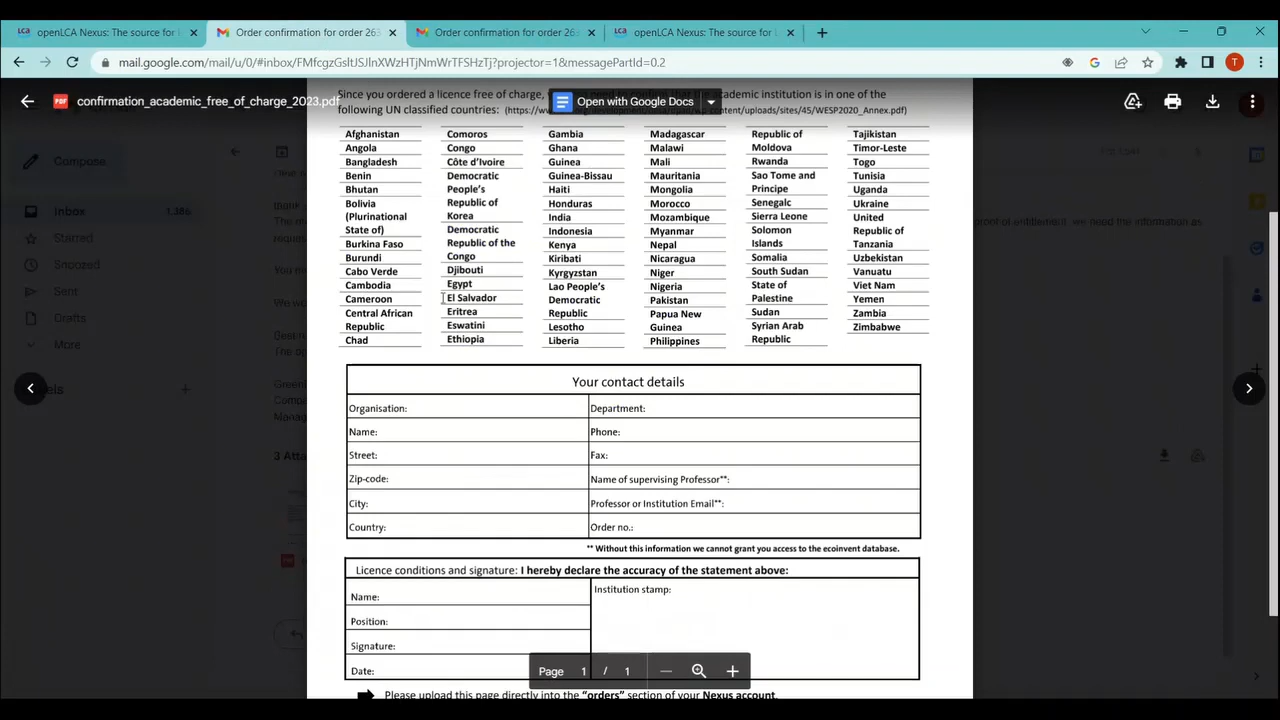 openLCA Nexus: The source for
Order confirmation for order 263
Order confirmation for order 26
openLCA Nexus: The source for L
mail.google.com/mail/u/0/#inbox/FMfcgzGsltJSJlnXWzHTjNmWrTFSHzTj?projector=1&messagePartId=0.2
T
Since you ordered a licence free of charge,
academic institution is in one of the
confirmation_academic_free_of_charge_2023.pdf
Open with Google Docs
following UN classified countries: (https://
wp-content/uploads/sites/45/WESP2020_Annex.pdf)
Compose
Inbox 1,386
Starred
Snoozed
Sent
Drafts
More
Afghanistan
Angola
Bangladesh
Benin
Bhutan
Bolivia
(Plurinational
State of)
Burkina Faso
Burundi
Cabo Verde
Cambodia
Cameroon
Central African
Republic
Chad
Comoros
Congo
Côte d’Ivoire
Democratic
People’s
Republic of
Korea
Democratic
Republic of the
Congo
Djibouti
Egypt
El Salvador
Eritrea
Eswatini
Ethiopia
Gambia
Ghana
Guinea
Guinea-Bissau
Haiti
Honduras
India
Indonesia
Kenya
Kiribati
Kyrgyzstan
Lao People’s
Democratic
Republic
Lesotho
Liberia
Madagascar
Malawi
Mali
Mauritania
Mongolia
Morocco
Mozambique
Myanmar
Nepal
Nicaragua
Niger
Nigeria
Pakistan
Papua New
Guinea
Philippines
Republic of
Moldova
Rwanda
Sao Tome and
Principe
Senegalc
Sierra Leone
Solomon
Islands
Somalia
South Sudan
State of
Palestine
Sudan
Syrian Arab
Republic
Tajikistan
Timor-Leste
Togo
Tunisia
Uganda
Ukraine
United
Republic of
Tanzania
Uzbekistan
Vanuatu
Viet Nam
Yemen
Zambia
Zimbabwe
Your contact details
Organisation: Department:
Name: Phone:
Street: Fax:
Zip-code: Name of supervising Professor**:
City: Professor or Institution Email**:
Country: Order no.:
** Without this information we cannot grant you access to the ecoinvent database.
Licence conditions and signature: I hereby declare the accuracy of the statement above:
Name: Institution stamp:
Position:
Signature:
Date:
Page 1 / 1
Please upload this page directly into the “orders” section of your Nexus account.